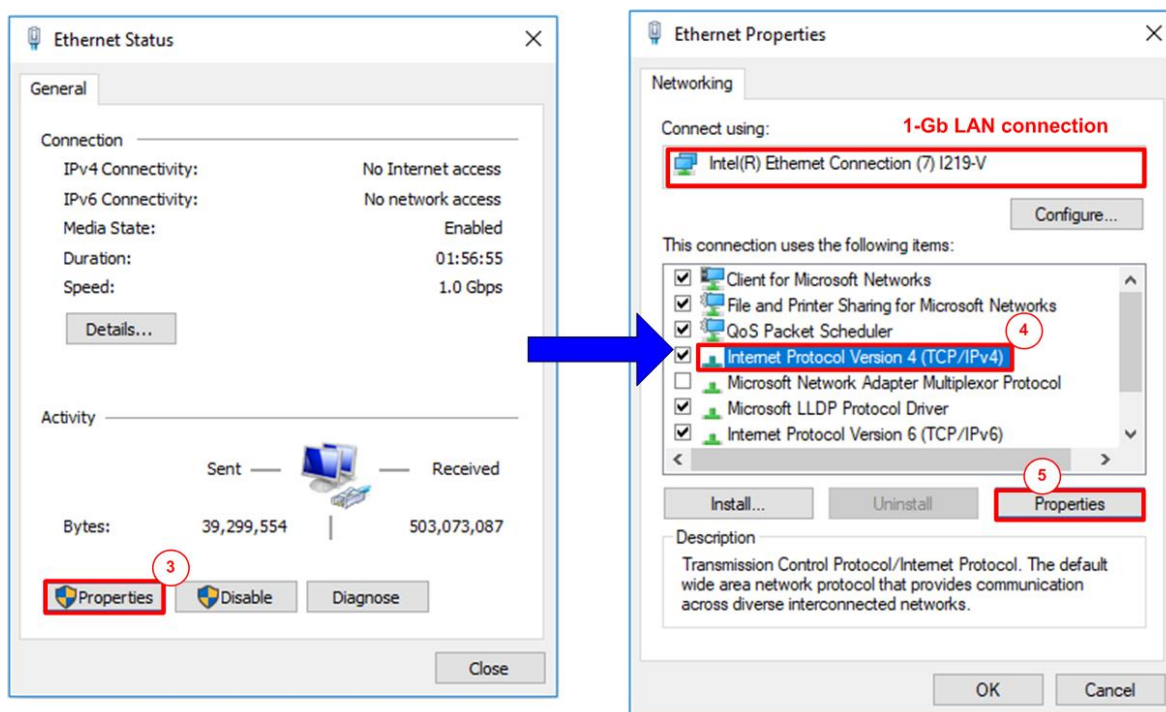 Ethernet Status
General
Connection
IPv4 Connectivity: No Internet access
IPv6 Connectivity: No network access
Media State: Enabled
Duration: 01:56:55
Speed: 1.0 Gbps
Details...
Activity
Sent Received
Bytes: 39,299,554 503,073,087
3
Properties Disable Diagnose
Close
Ethernet Properties
Networking
Connect using: 1-Gb LAN connection
Intel(R) Ethernet Connection (7) I219-V
Configure...
This connection uses the following items:
Client for Microsoft Networks
File and Printer Sharing for Microsoft Networks
QoS Packet Scheduler
4
Internet Protocol Version 4 (TCP/IPv4)
Microsoft Network Adapter Multiplexor Protocol
Microsoft LLDP Protocol Driver
Internet Protocol Version 6 (TCP/IPv6)
5
Install... Uninstall Properties
Description
Transmission Control Protocol/Internet Protocol. The default
wide area network protocol that provides communication
across diverse interconnected networks.
OK Cancel